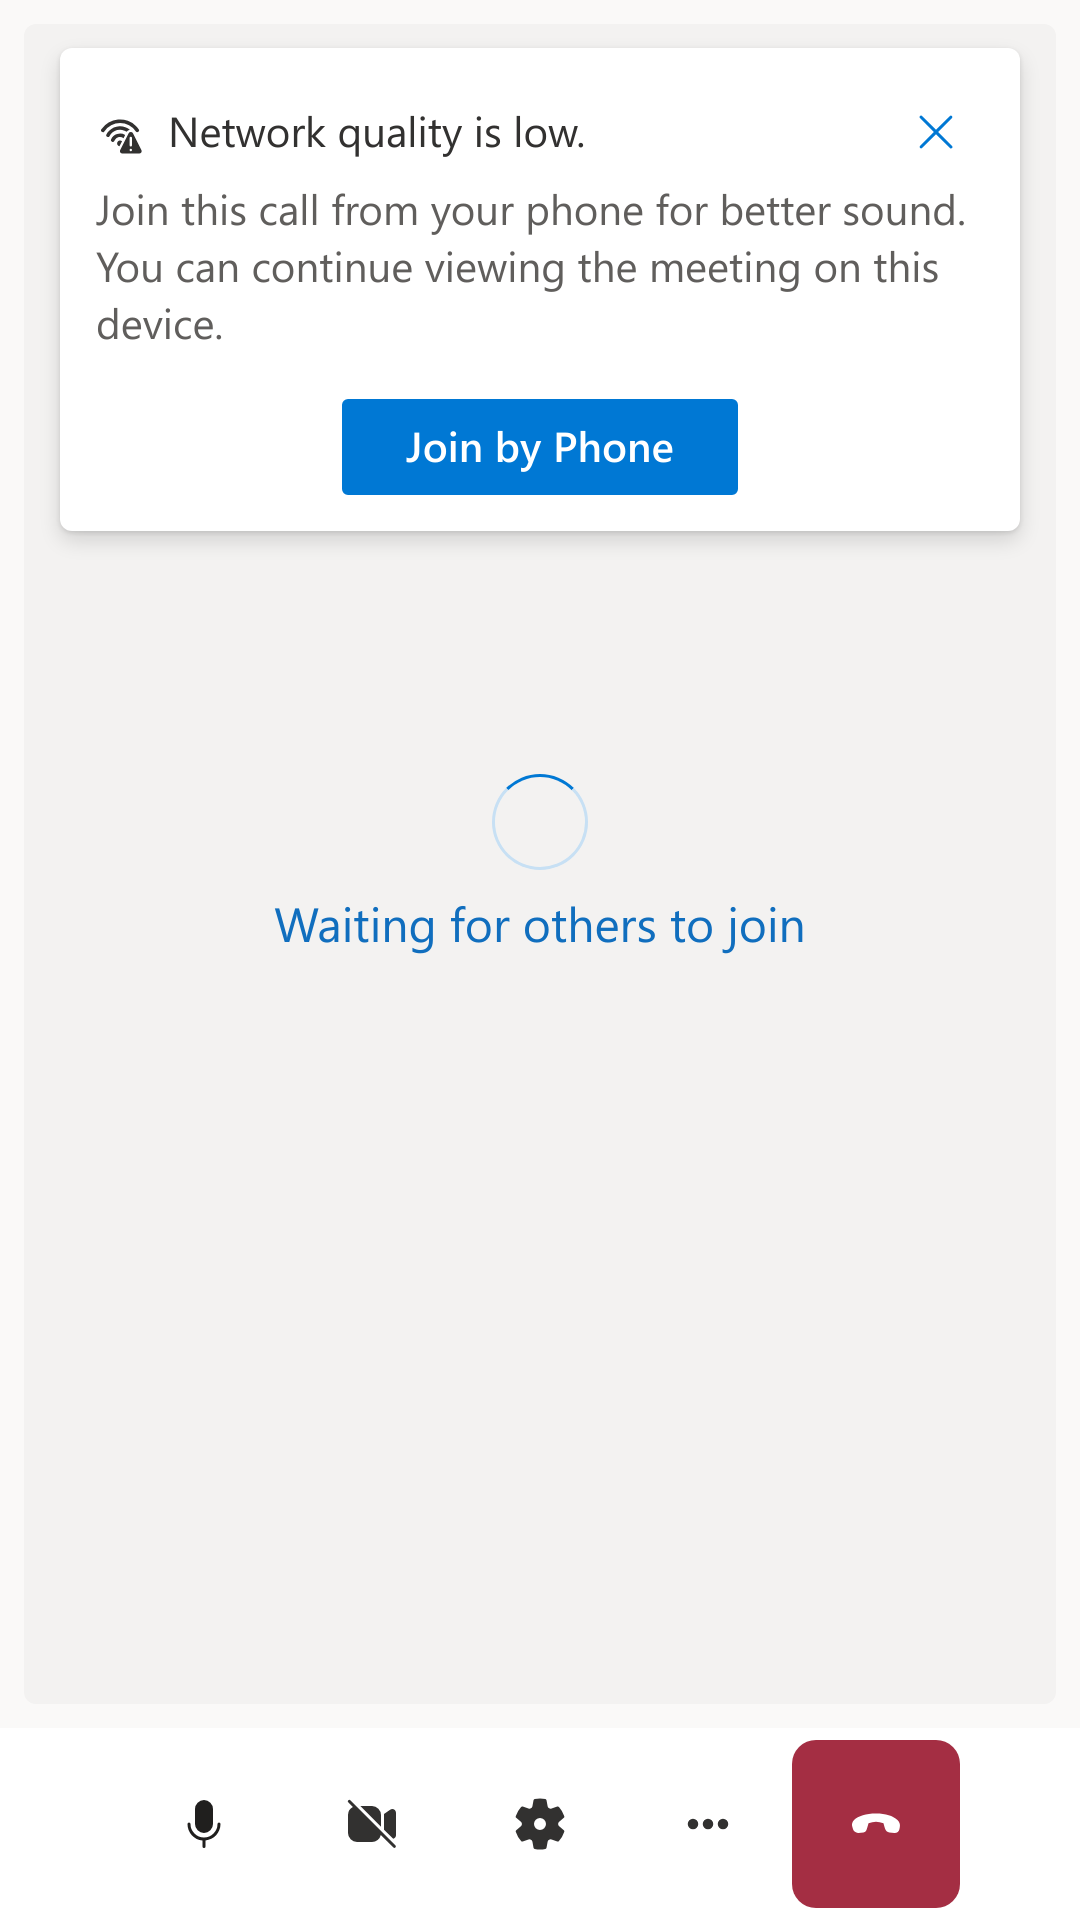 Network quality is low.
Join this call from your phone for better sound.
You can continue viewing the meeting on this
device.
Join by Phone
Waiting for others to join